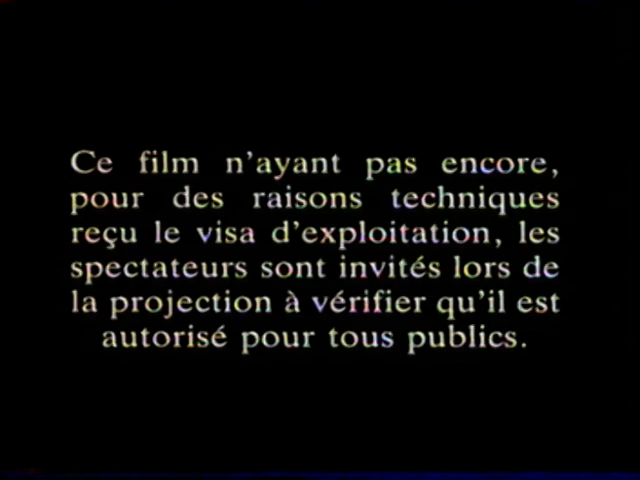 Ce film n'ayant pas encore,
pour des raisons techniques
reçu le visa d'exploitation, les
spectateurs sont invités lors de
la projection à vérifier qu'il est
autorisé pour tous publics.